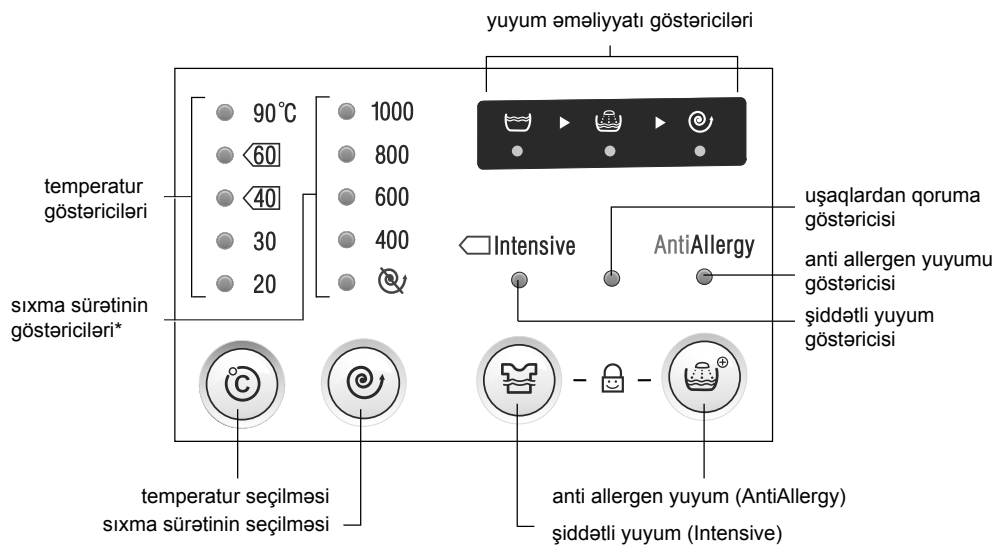 yuyum əməliyyatı göstəriciləri
90°C
60
40
30
20
1000
800
600
400
temperatur
göstəriciləri
sıxma sürətinin
göstəriciləri*
Intensive
AntiAllergy
uşaqlardan qoruma
göstəricisi
anti allergen yuyumu
göstəricisi
şiddətli yuyum
göstəricisi
°C
temperatur seçilməsi
sıxma sürətinin seçilməsi
anti allergen yuyum (AntiAllergy)
şiddətli yuyum (Intensive)